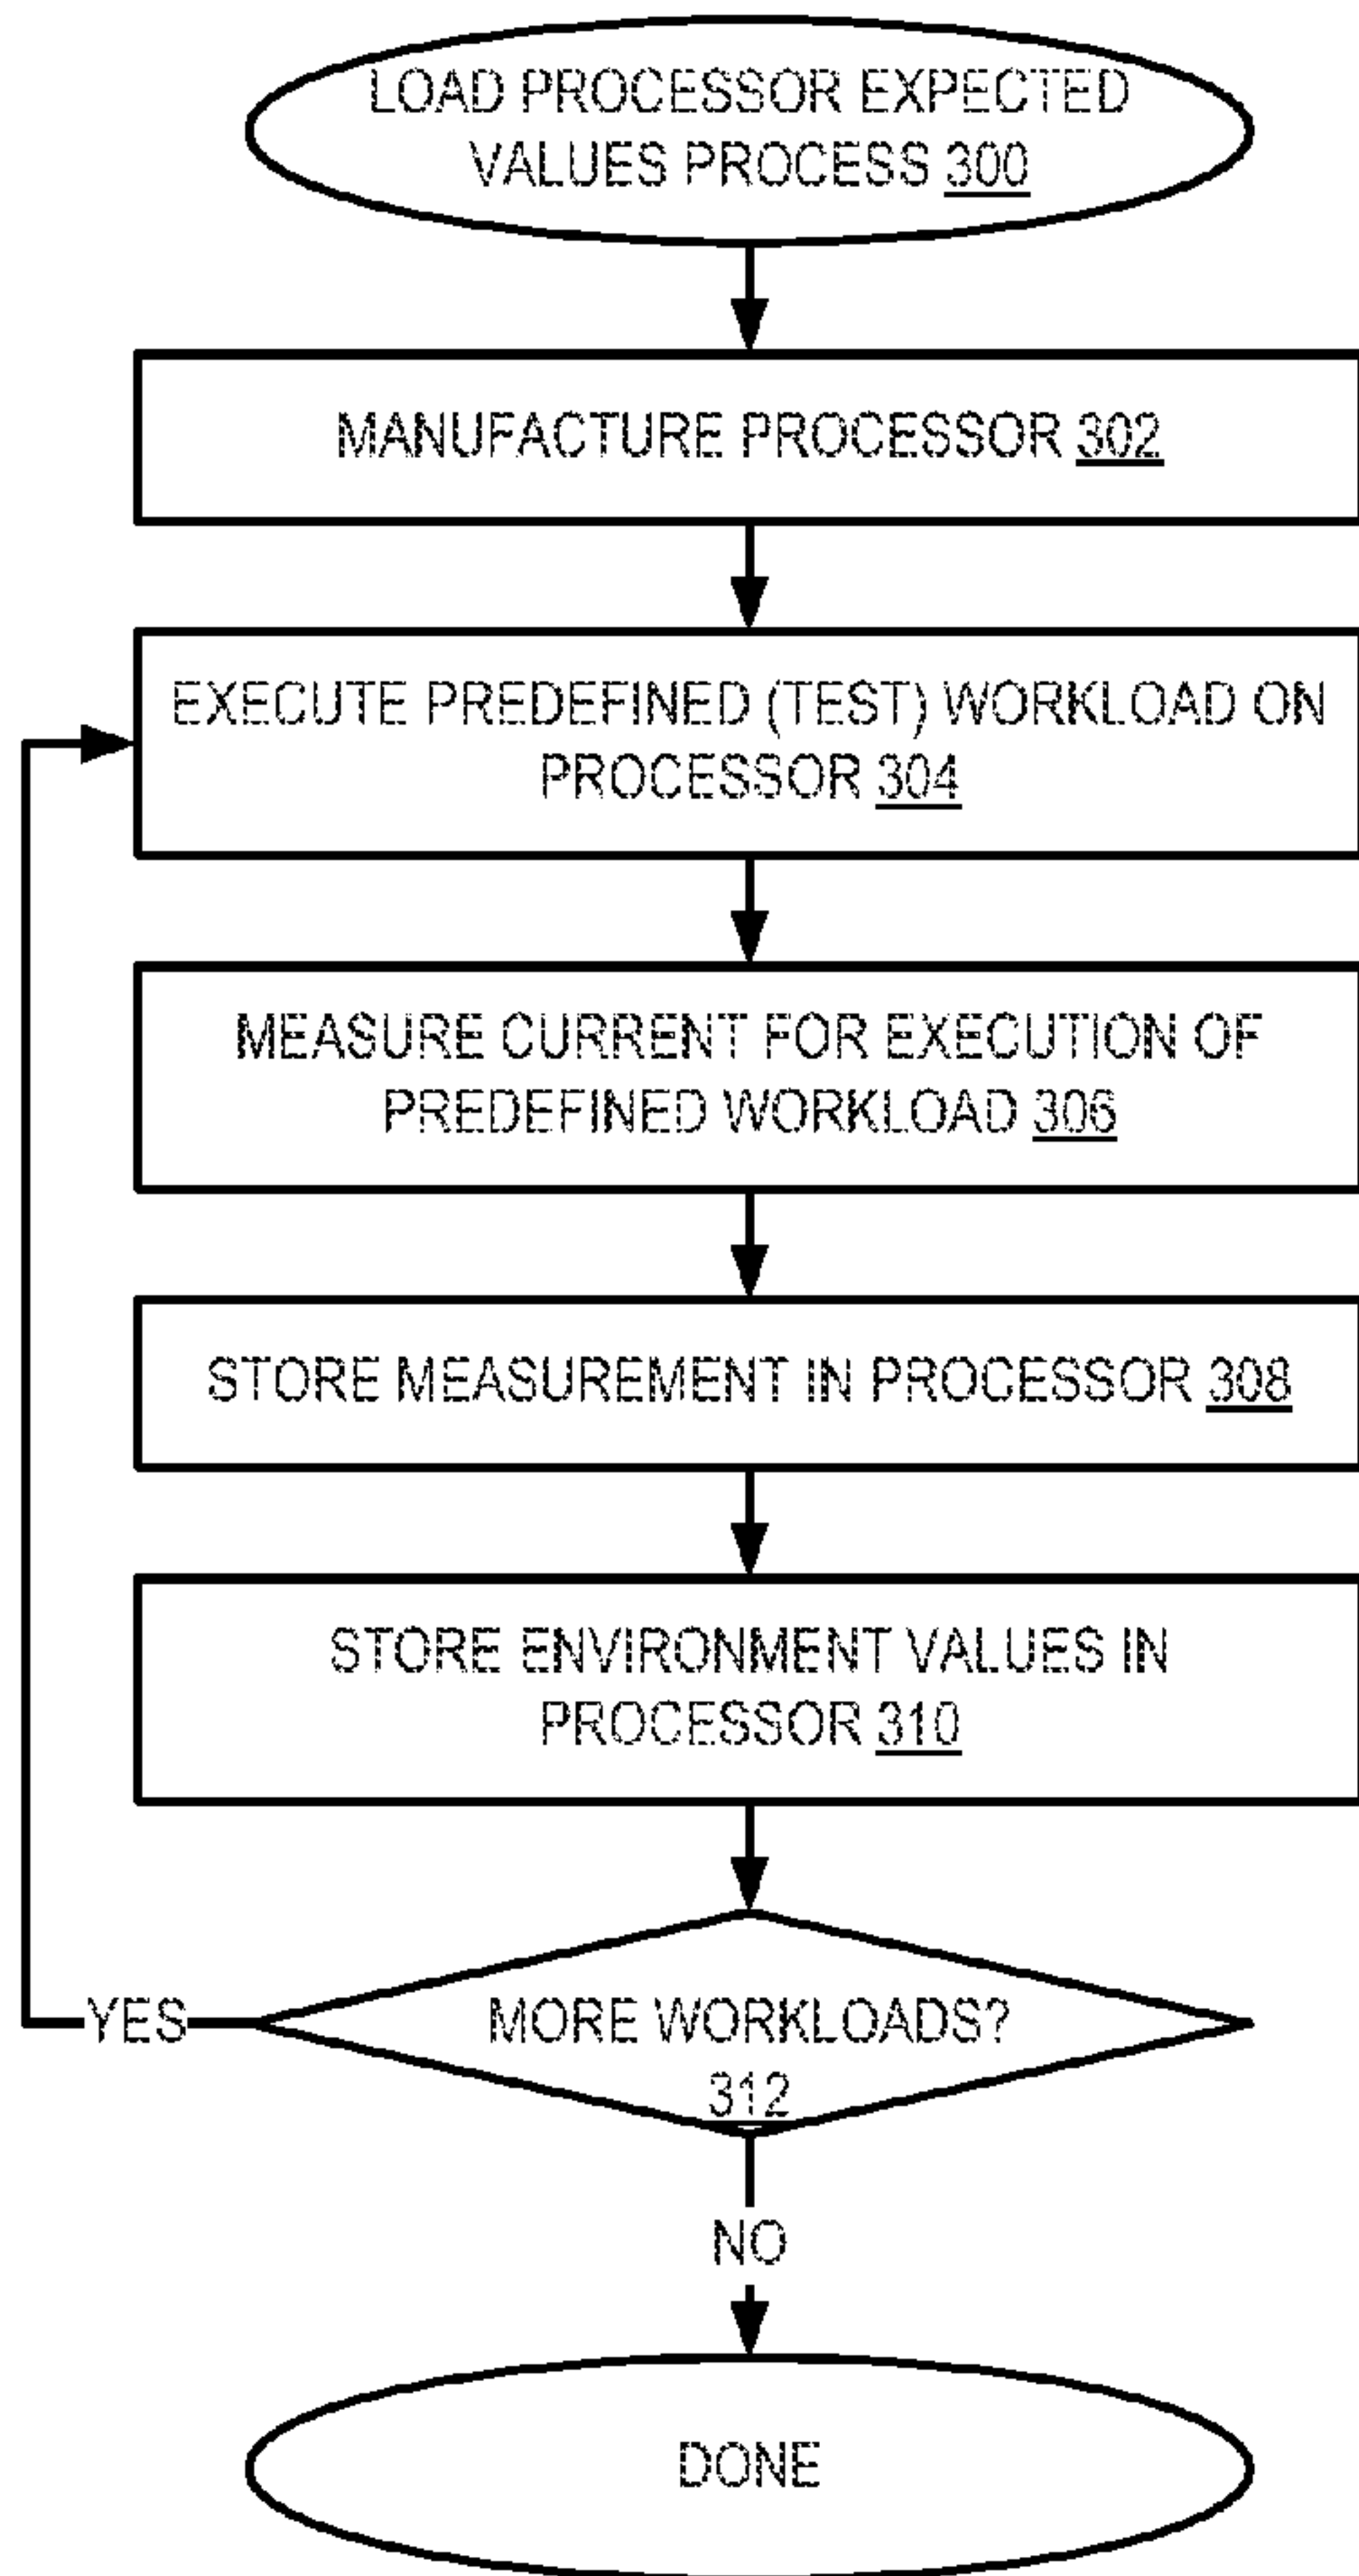 LOAD PROCESSOR EXPECTED
VALUES PROCESS 300
MANUFACTURE PROCESSOR 302
EXECUTE PREDEFINED (TEST) WORKLOAD ON
PROCESSOR 304
MEASURE CURRENT FOR EXECUTION OF
PREDEFINED WORKLOAD 306
STORE MEASUREMENT IN PROCESSOR 308
STORE ENVIRONMENT VALUES IN
PROCESSOR 310
YES
MORE WORKLOADS?
312
NO
DONE